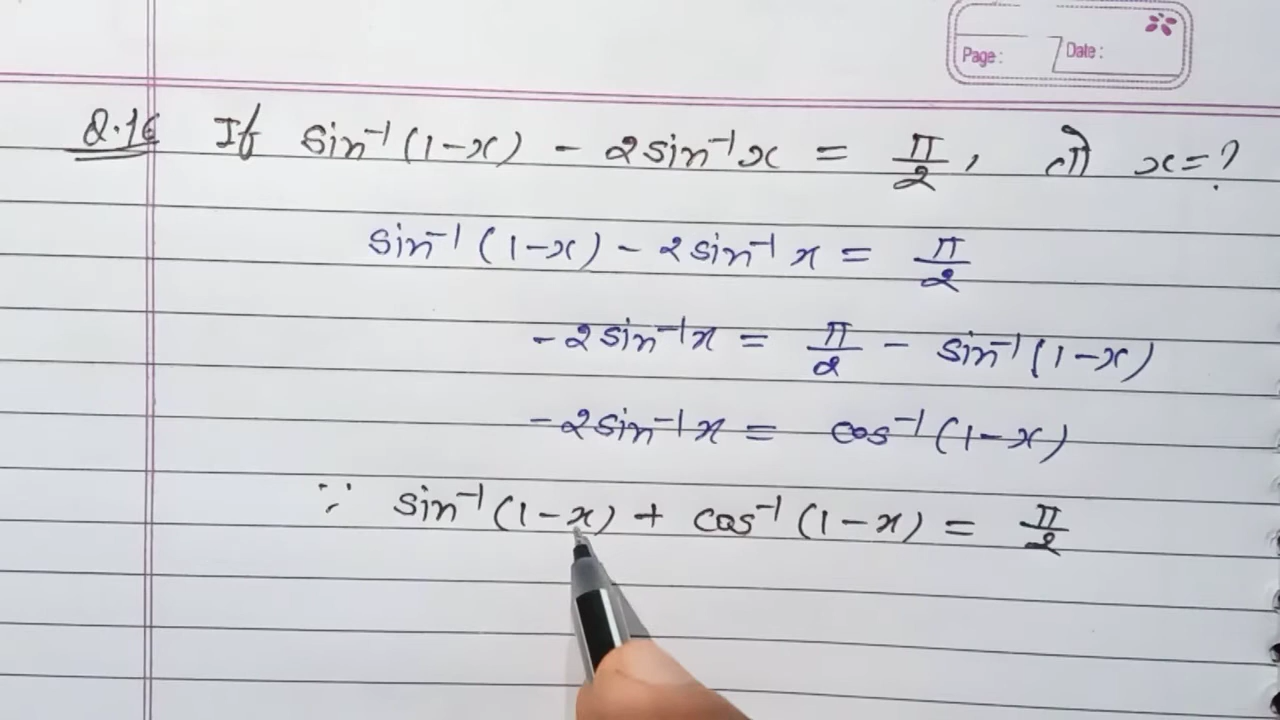 Page: Date:
Q.16 If sin⁻¹(1-x) - 2sin⁻¹x = π/2, तो x=?
sin⁻¹(1-x) - 2sin⁻¹x = π/2
-2sin⁻¹x = π/2 - sin⁻¹(1-x)
-2sin⁻¹x = cos⁻¹(1-x)
∵ sin⁻¹(1-x) + cos⁻¹(1-x) = π/2